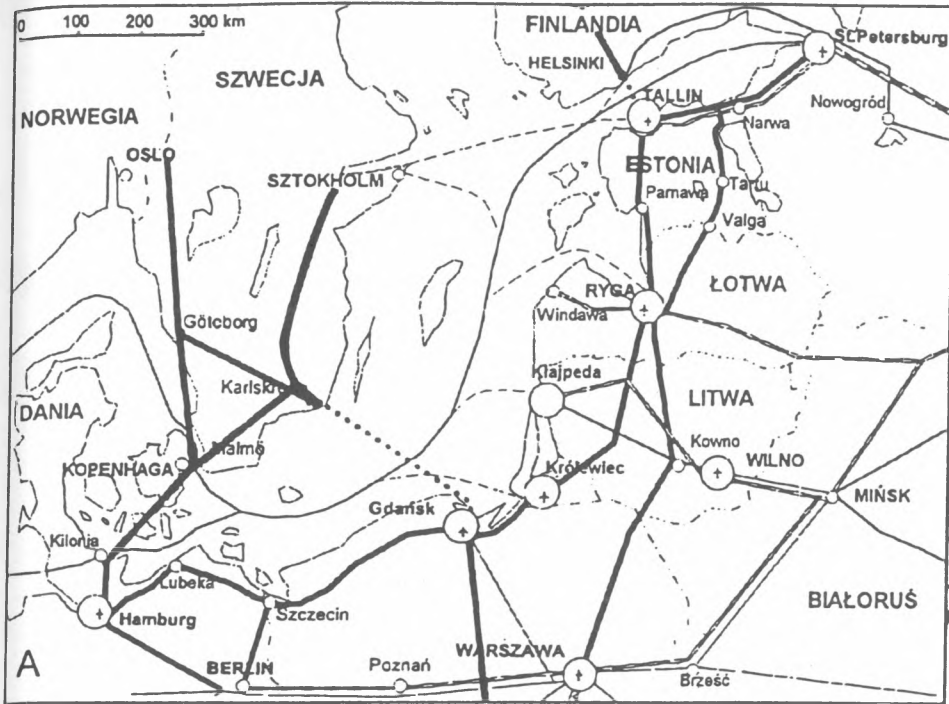 0 100 200 300 km
FINLANDIA
St.Petersburg
SZWECJA
HELSINKI
TALLIN
Nowogród
NORWEGIA
Narwa
OSLO
ESTONIA
SZTOKHOLM
Tartu
Parnawa
Valga
RYGA
ŁOTWA
Windawa
Göteborg
Kłajpeda
DANIA
LITWA
Malmö
Kowno
KOPENHAGA
WILNO
Królewiec
MIŃSK
Gdańsk
Kilonia
Lubeka
BIAŁORUŚ
Hamburg
Szczecin
WARSZAWA
A
BERLIN
Poznań
Brześć